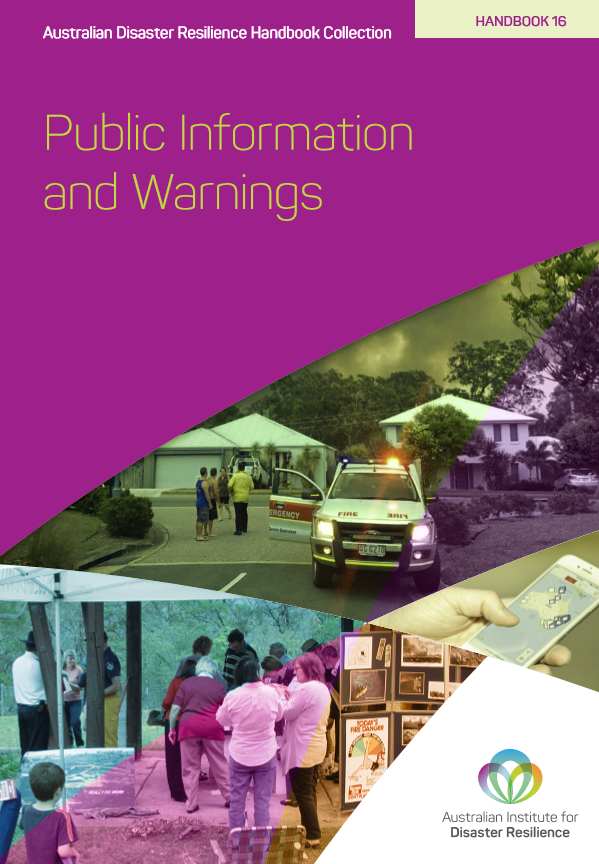 Australian Disaster Resilience Handbook Collection
HANDBOOK 16
Public Information
and Warnings
EMERGENCY
FIRE
FIRE
TODAY'S
FIRE DANGER
Australian Institute for
Disaster Resilience